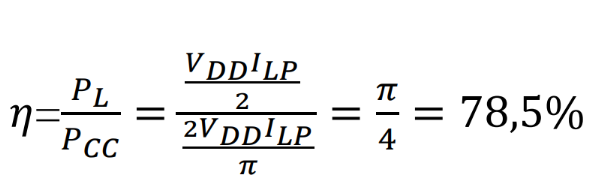 η=P_L/P_CC = (V_DD I_LP/2)/(2V_DD I_LP/π) = π/4 = 78,5%